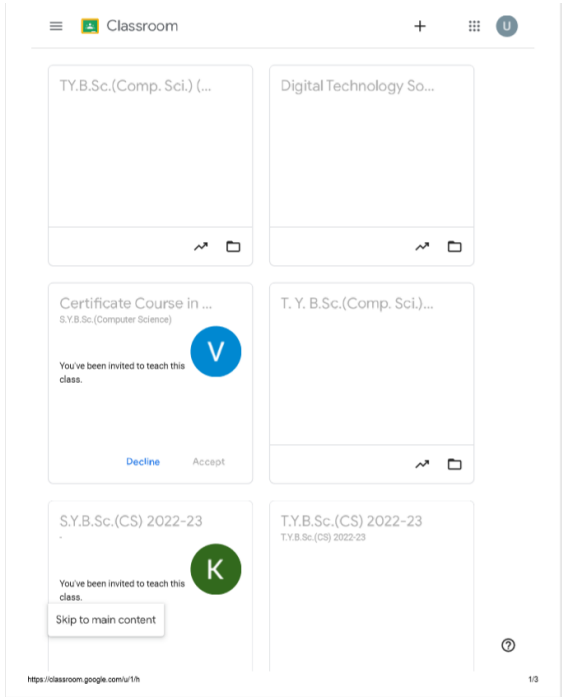 Classroom
U
TY.B.Sc.(Comp. Sci.) (...
Digital Technology So...
Certificate Course in ...
S.Y.B.Sc.(Computer Science)
V
You've been invited to teach this
class.
Decline
Accept
T. Y. B.Sc.(Comp. Sci.)...
S.Y.B.Sc.(CS) 2022-23
-
K
You've been invited to teach this
class.
Skip to main content
T.Y.B.Sc.(CS) 2022-23
T.Y.B.Sc.(CS) 2022-23
https://classroom.google.com/u/1/h
1/3